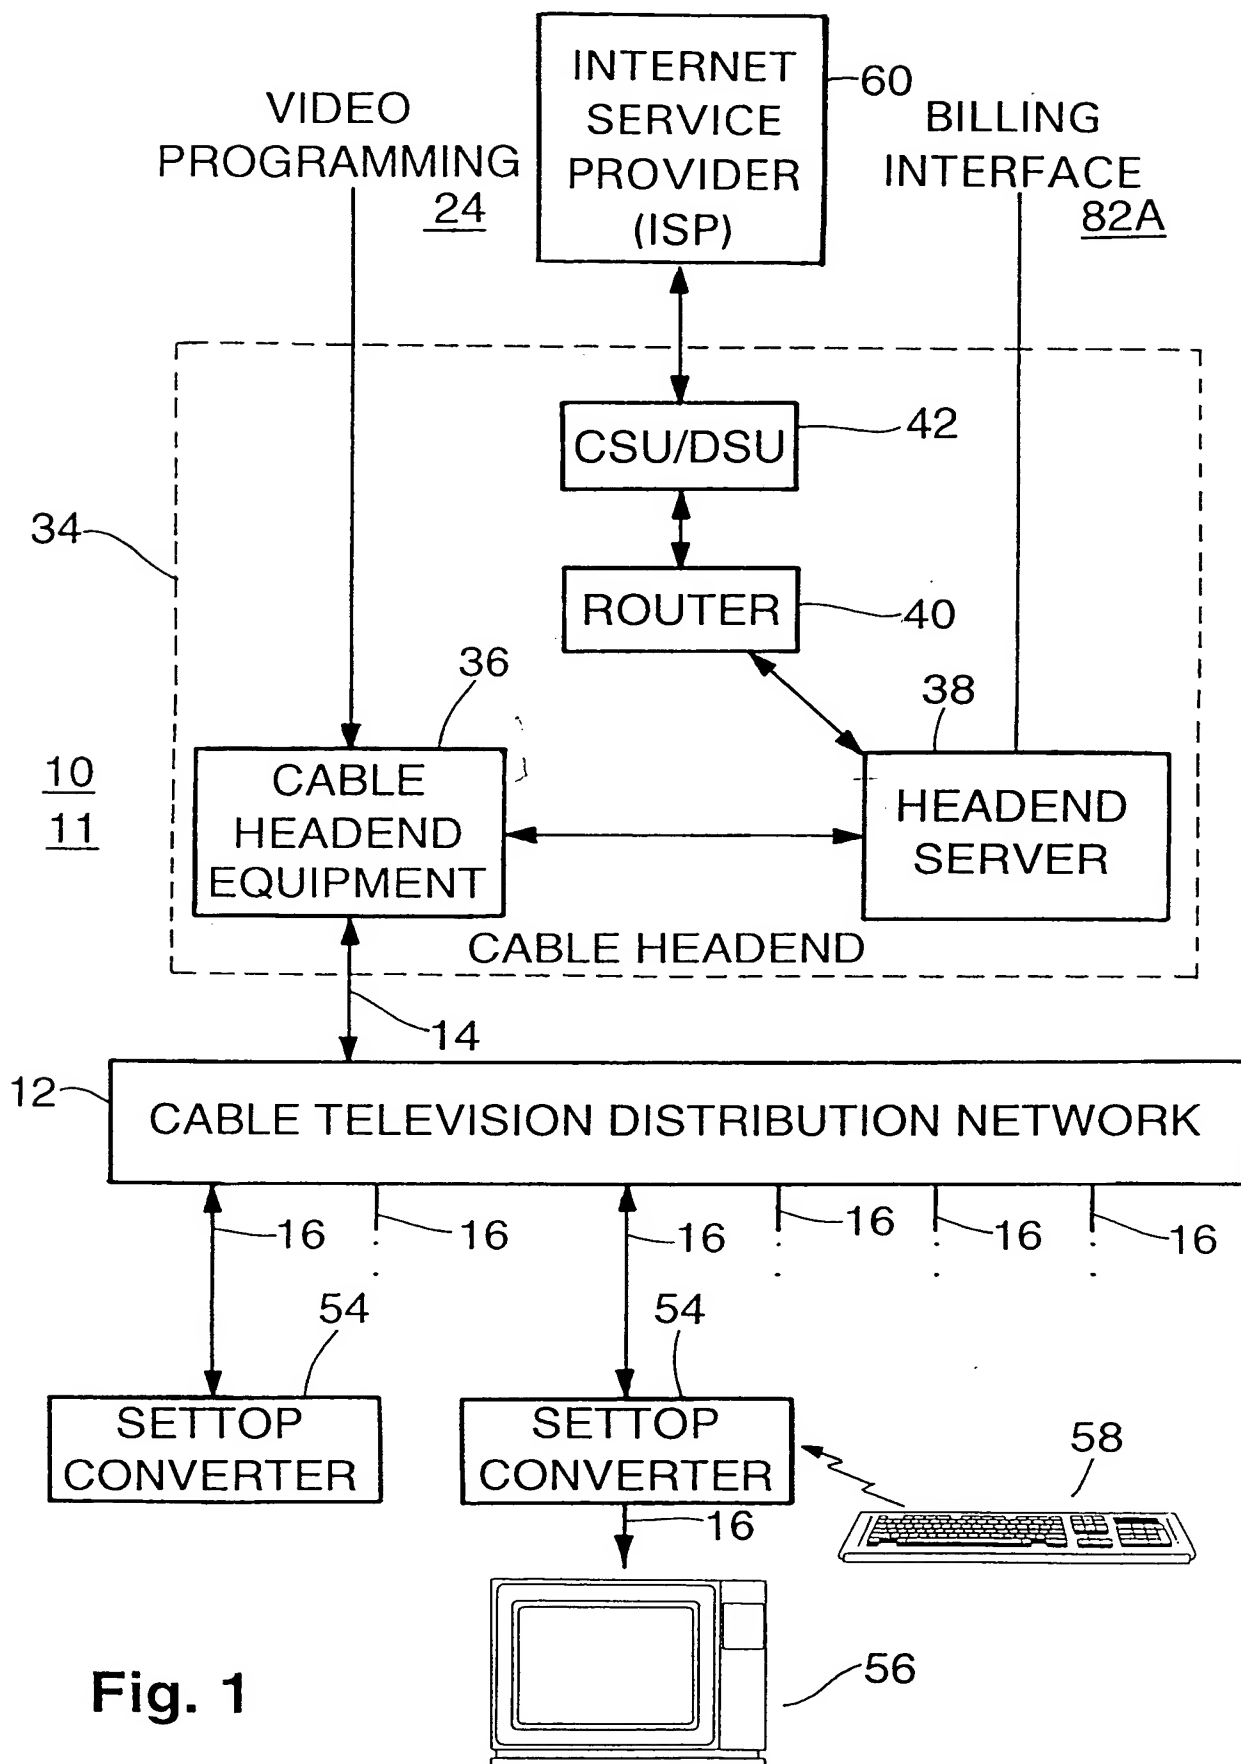 INTERNET
SERVICE
PROVIDER
(ISP)
60
VIDEO
PROGRAMMING
24
BILLING
INTERFACE
82A
CSU/DSU
42
34
ROUTER
40
36
38
10
11
CABLE
HEADEND
EQUIPMENT
HEADEND
SERVER
CABLE HEADEND
14
12
CABLE TELEVISION DISTRIBUTION NETWORK
16
16
16
16
16
16
54
54
SETTOP
CONVERTER
SETTOP
CONVERTER
58
16
56
Fig. 1